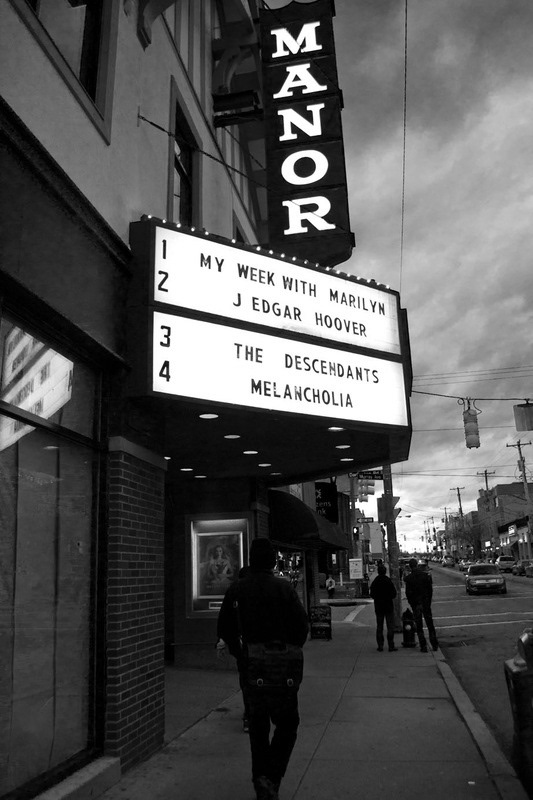 MANOR
1 MY WEEK WITH MARILYN
2 J EDGAR HOOVER
3 THE DESCENDANTS
4 MELANCHOLIA